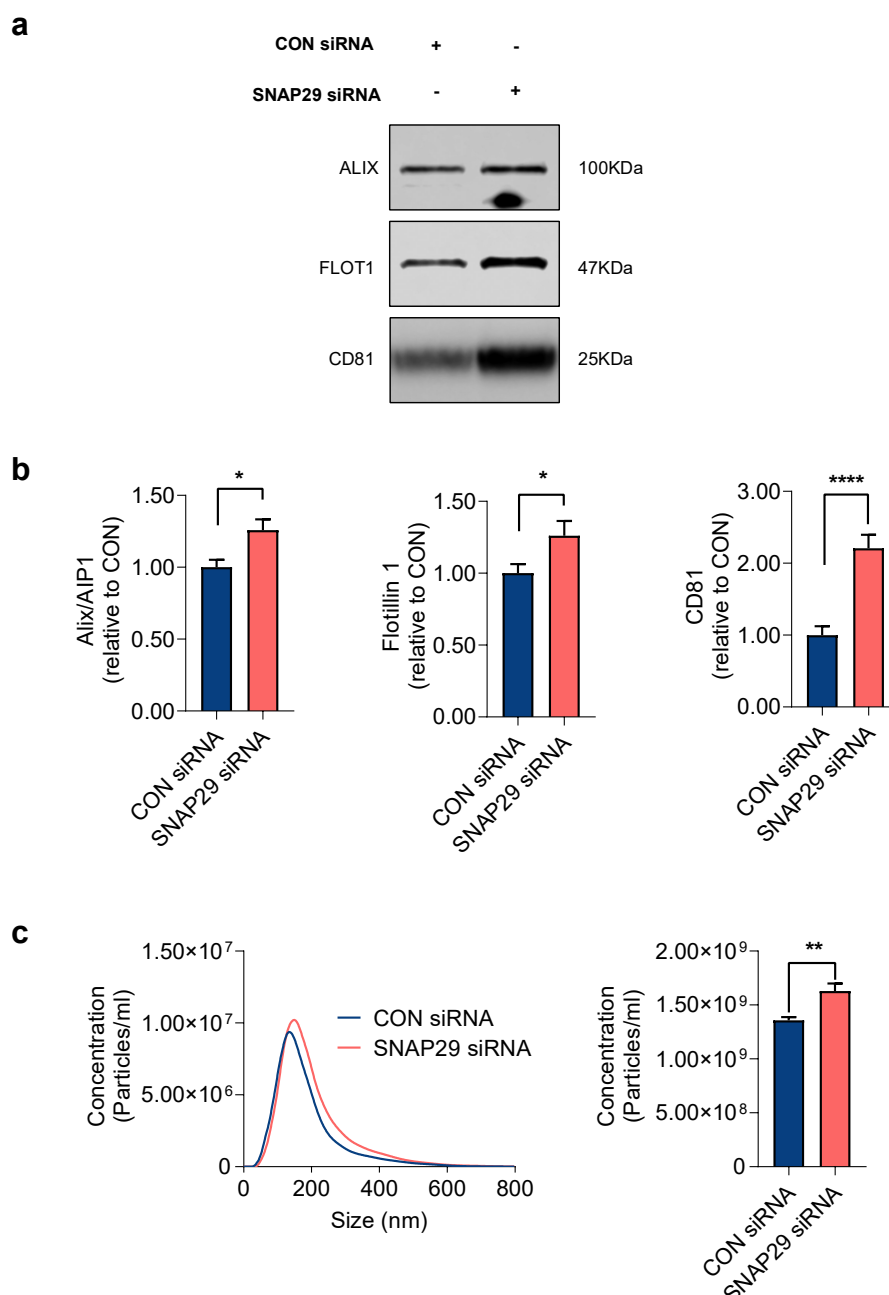 a
CON siRNA + -
SNAP29 siRNA - +
ALIX 100KDa
FLOT1 47KDa
CD81 25KDa
b
Alix/AIP1
(relative to CON)
1.50
1.00
0.50
0.00
*
CON siRNA
SNAP29 siRNA
Flotillin 1
(relative to CON)
1.50
1.00
0.50
0.00
*
CON siRNA
SNAP29 siRNA
CD81
(relative to CON)
3.00
2.00
1.00
0.00
****
CON siRNA
SNAP29 siRNA
c
Concentration
(Particles/ml)
1.50×10⁷
1.00×10⁷
5.00×10⁶
0
CON siRNA
SNAP29 siRNA
0 200 400 600 800
Size (nm)
Concentration
(Particles/ml)
2.00×10⁹
1.50×10⁹
1.00×10⁹
5.00×10⁸
0
**
CON siRNA
SNAP29 siRNA